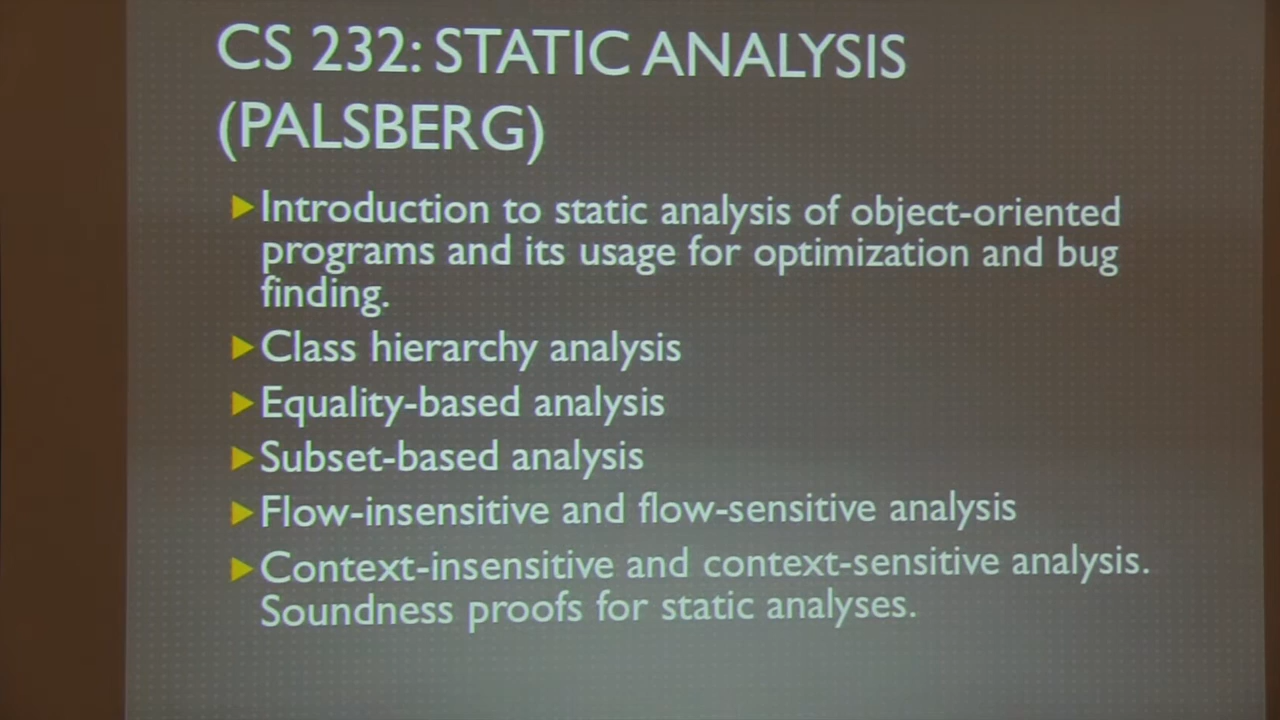 CS 232: STATIC ANALYSIS
(PALSBERG)
Introduction to static analysis of object-oriented
programs and its usage for optimization and bug
finding.
Class hierarchy analysis
Equality-based analysis
Subset-based analysis
Flow-insensitive and flow-sensitive analysis
Context-insensitive and context-sensitive analysis.
Soundness proofs for static analyses.